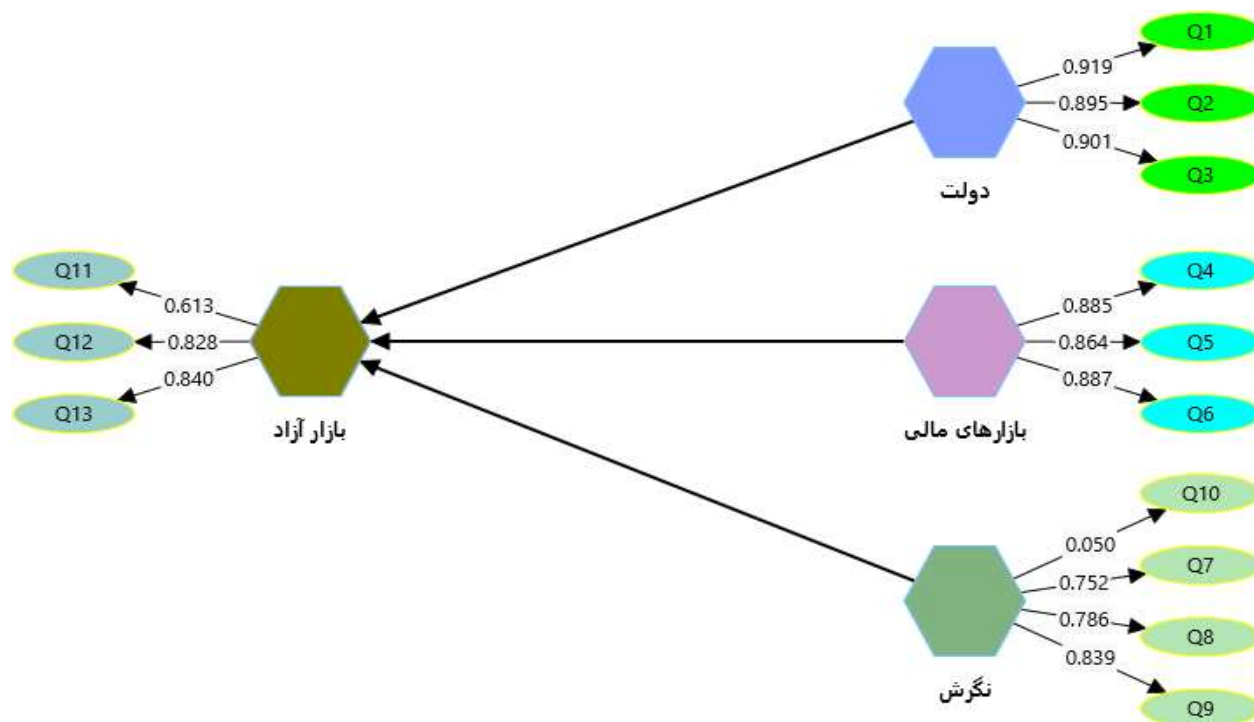 Q1
0.919
0.895
Q2
0.901
Q3
دولت
Q11
0.613
Q12
0.828
0.840
Q13
بازار آزاد
Q4
0.885
0.864
Q5
0.887
Q6
بازارهای مالی
Q10
0.050
Q7
0.752
0.786
Q8
0.839
Q9
نگرش